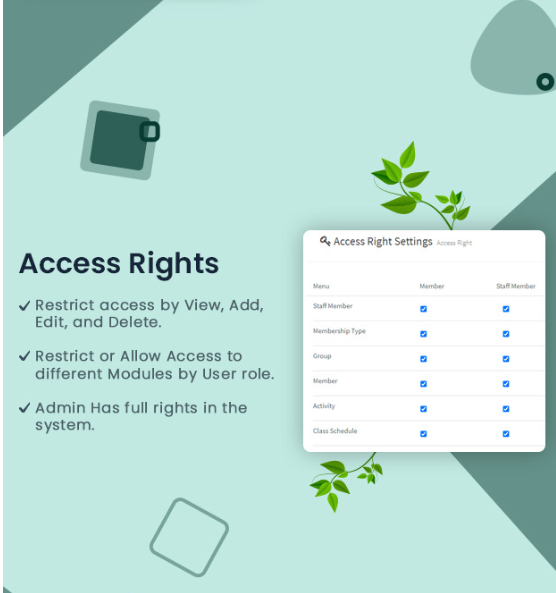 Access Rights
Restrict access by View, Add,
Edit, and Delete.
Restrict or Allow Access to
different Modules by User role.
Admin Has full rights in the
system.
Access Right Settings Access Right
Menu Member Staff Member
Staff Member
Membership Type
Group
Member
Activity
Class Schedule